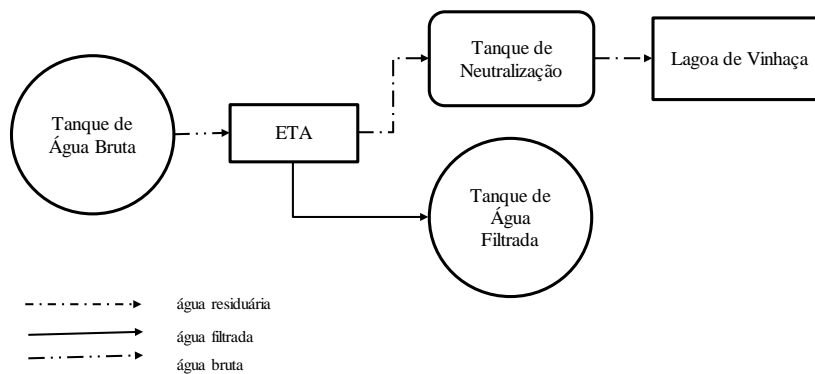 Tanque de
Água Bruta
ETA
Tanque de
Neutralização
Lagoa de Vinhaça
Tanque de
Água
Filtrada
água residuária
água filtrada
água bruta